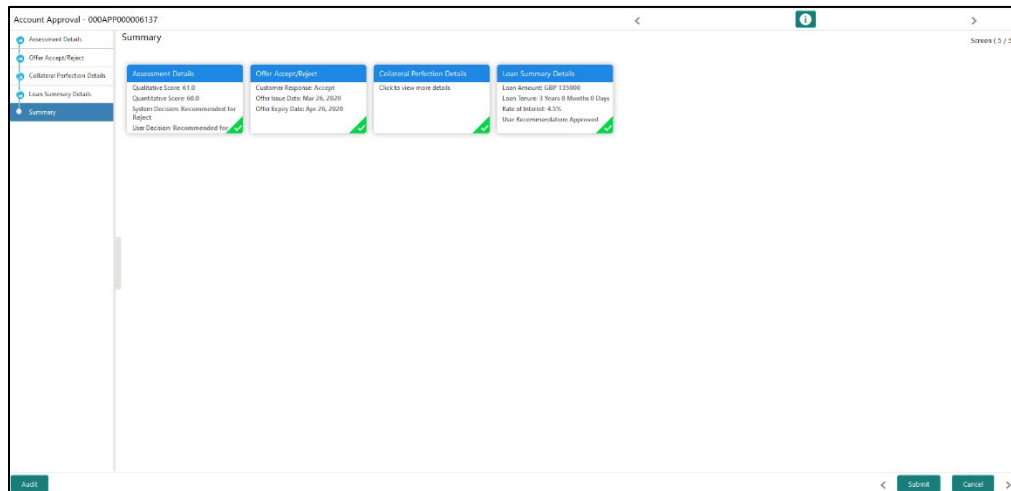 Account Approval - 000APP000006137
Assessment Details
Offer Accept/Reject
Collateral Perfection Details
Loan Summary Details
Summary
Summary
Screen ( 5 / 5
Assessment Details
Qualitative Score: 61.0
Quantitative Score: 60.0
System Decision: Recommended for
Reject
User Decision: Recommended for
Offer Accept/Reject
Customer Response: Accept
Offer Issue Date: Mar 26, 2020
Offer Expiry Date: Apr 26, 2020
Collateral Perfection Details
Click to view more details
Loan Summary Details
Loan Amount: GBP 135000
Loan Tenure: 3 Years 0 Months 0 Days
Rate of Interest: 4.5%
User Recommendation: Approved
Audit
Submit
Cancel